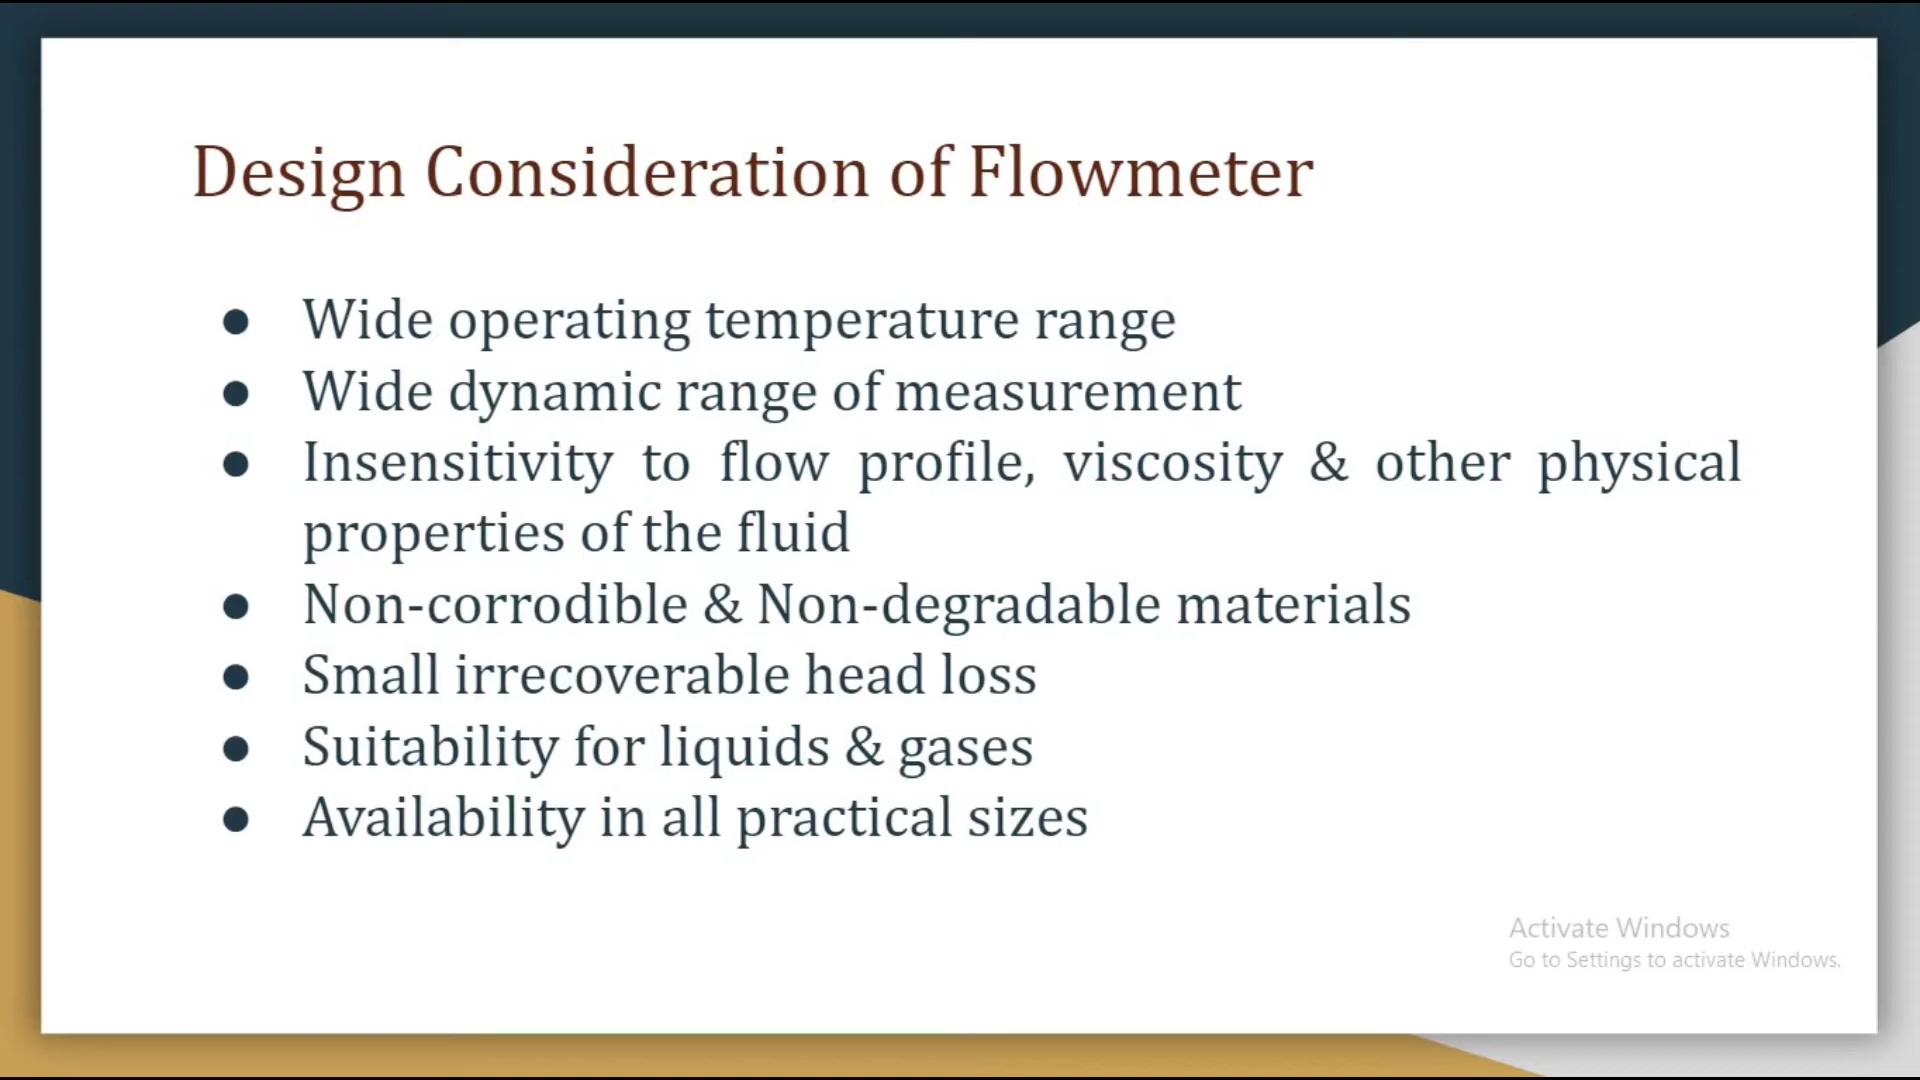 Design Consideration of Flowmeter
● Wide operating temperature range
● Wide dynamic range of measurement
● Insensitivity to flow profile, viscosity & other physical
properties of the fluid
● Non-corrodible & Non-degradable materials
● Small irrecoverable head loss
● Suitability for liquids & gases
● Availability in all practical sizes
Activate Windows
Go to Settings to activate Windows.